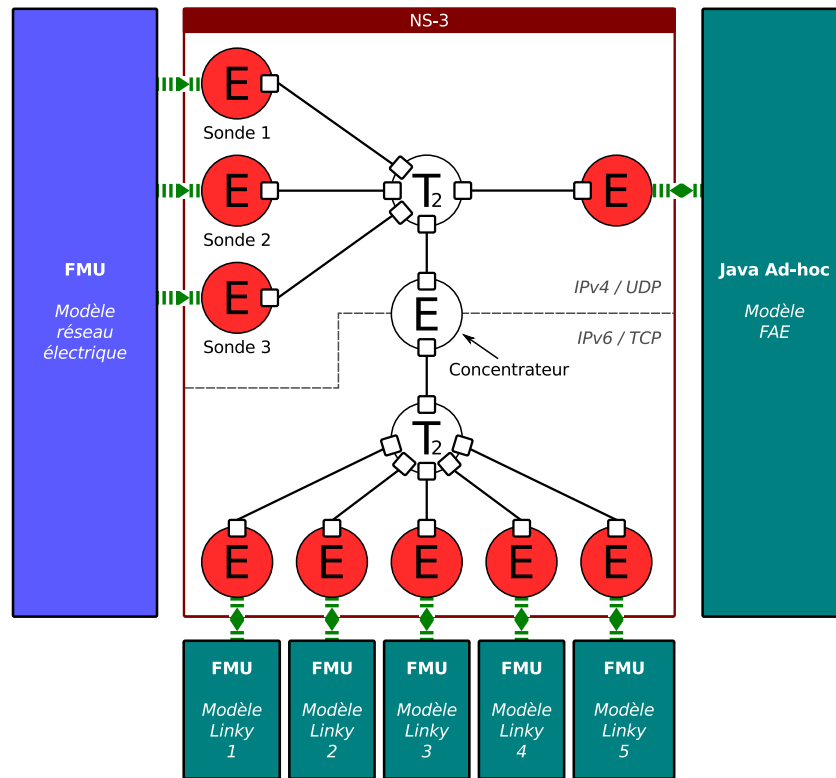 NS-3
E
Sonde 1
E
Sonde 2
E
Sonde 3
T2
E
FMU
Modèle
réseau
électrique
Java Ad-hoc
Modèle
FAE
IPv4 / UDP
E
IPv6 / TCP
Concentrateur
T2
E
E
E
E
E
FMU
Modèle
Linky
1
FMU
Modèle
Linky
2
FMU
Modèle
Linky
3
FMU
Modèle
Linky
4
FMU
Modèle
Linky
5